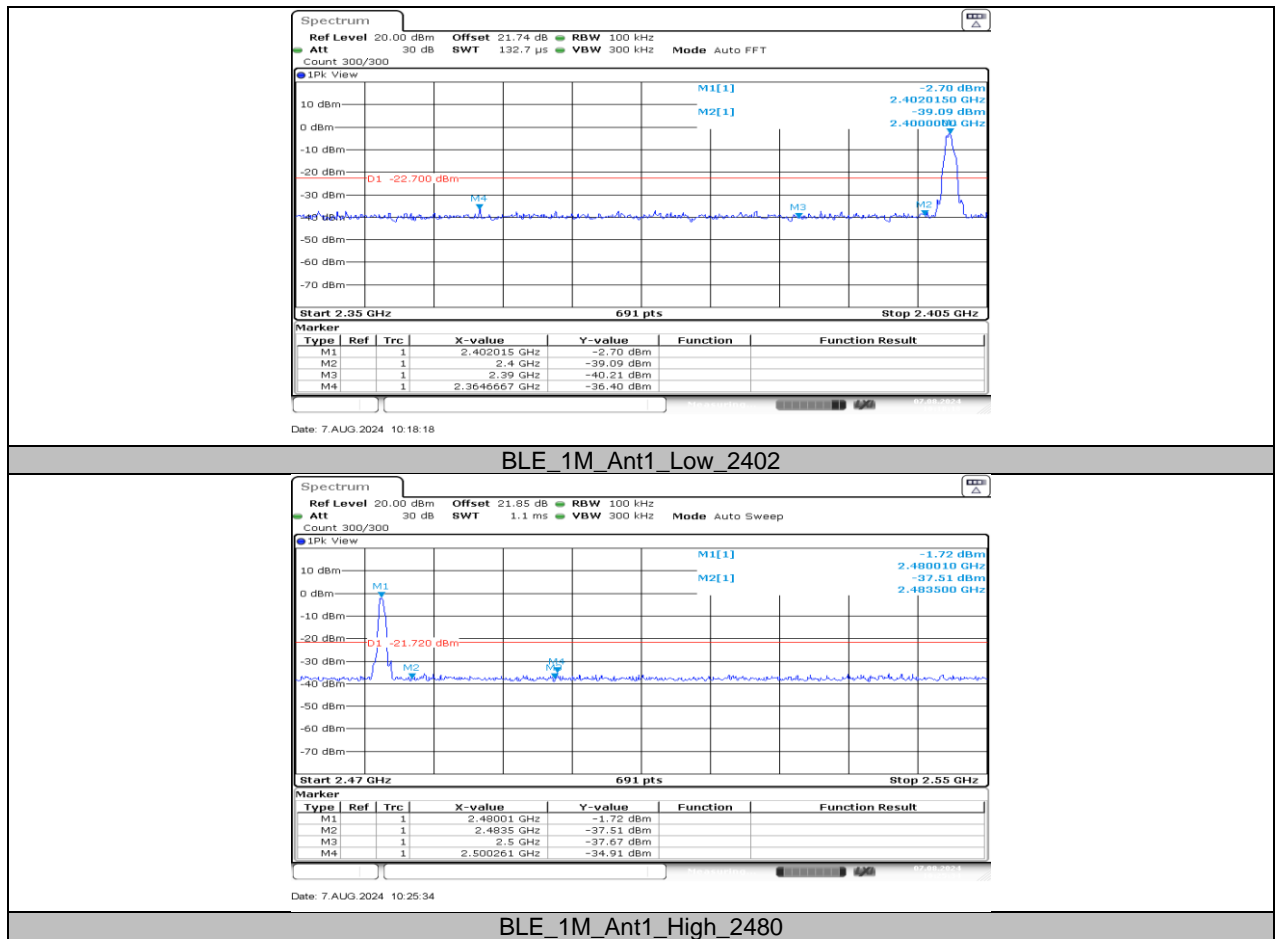 Spectrum
Ref Level 20.00 dBm Offset 21.74 dB RBW 100 kHz
Att 30 dB SWT 132.7 µs VBW 300 kHz Mode Auto FFT
Count 300/300
1Pk View
M1[1] -2.70 dBm
2.4020150 GHz
10 dBm
M2[1] -39.09 dBm
0 dBm
M1
-10 dBm
-20 dBm
D1 -22.700 dBm
-30 dBm
M4
M3
M2
-40 dBm
-50 dBm
-60 dBm
-70 dBm
Start 2.35 GHz 691 pts Stop 2.405 GHz
Marker
Type Ref Trc X-value Y-value Function Function Result
M1 1 2.402015 GHz -2.70 dBm
M2 1 2.4 GHz -39.09 dBm
M3 1 2.39 GHz -40.21 dBm
M4 1 2.3646667 GHz -36.40 dBm
07.08.2024
Date: 7.AUG.2024 10:18:18
BLE_1M_Ant1_Low_2402
Spectrum
Ref Level 20.00 dBm Offset 21.85 dB RBW 100 kHz
Att 30 dB SWT 1.1 ms VBW 300 kHz Mode Auto Sweep
Count 300/300
1Pk View
M1[1] -1.72 dBm
2.480010 GHz
10 dBm
M2[1] -37.51 dBm
2.483500 GHz
M1
0 dBm
-10 dBm
-20 dBm
D1 -21.720 dBm
-30 dBm
M2
M4
-40 dBm
-50 dBm
-60 dBm
-70 dBm
Start 2.47 GHz 691 pts Stop 2.55 GHz
Marker
Type Ref Trc X-value Y-value Function Function Result
M1 1 2.48001 GHz -1.72 dBm
M2 1 2.4835 GHz -37.51 dBm
M3 1 2.5 GHz -37.67 dBm
M4 1 2.500261 GHz -34.91 dBm
07.08.2024
Date: 7.AUG.2024 10:25:34
BLE_1M_Ant1_High_2480